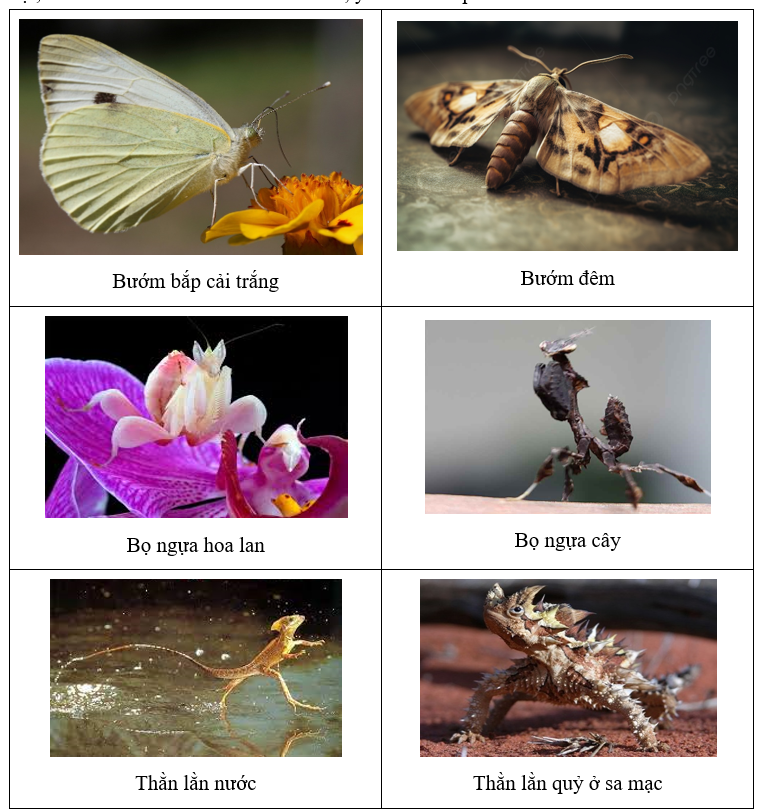 Bướm bắp cải trắng
Bướm đêm
Bọ ngựa hoa lan
Bọ ngựa cây
Thằn lằn nước
Thằn lằn quỷ ở sa mạc